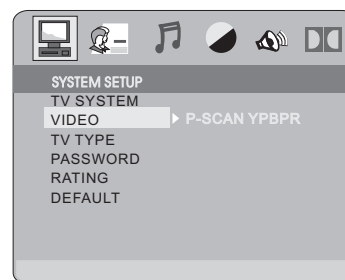 SYSTEM SETUP
TV SYSTEM
VIDEO P-SCAN YPBPR
TV TYPE
PASSWORD
RATING
DEFAULT